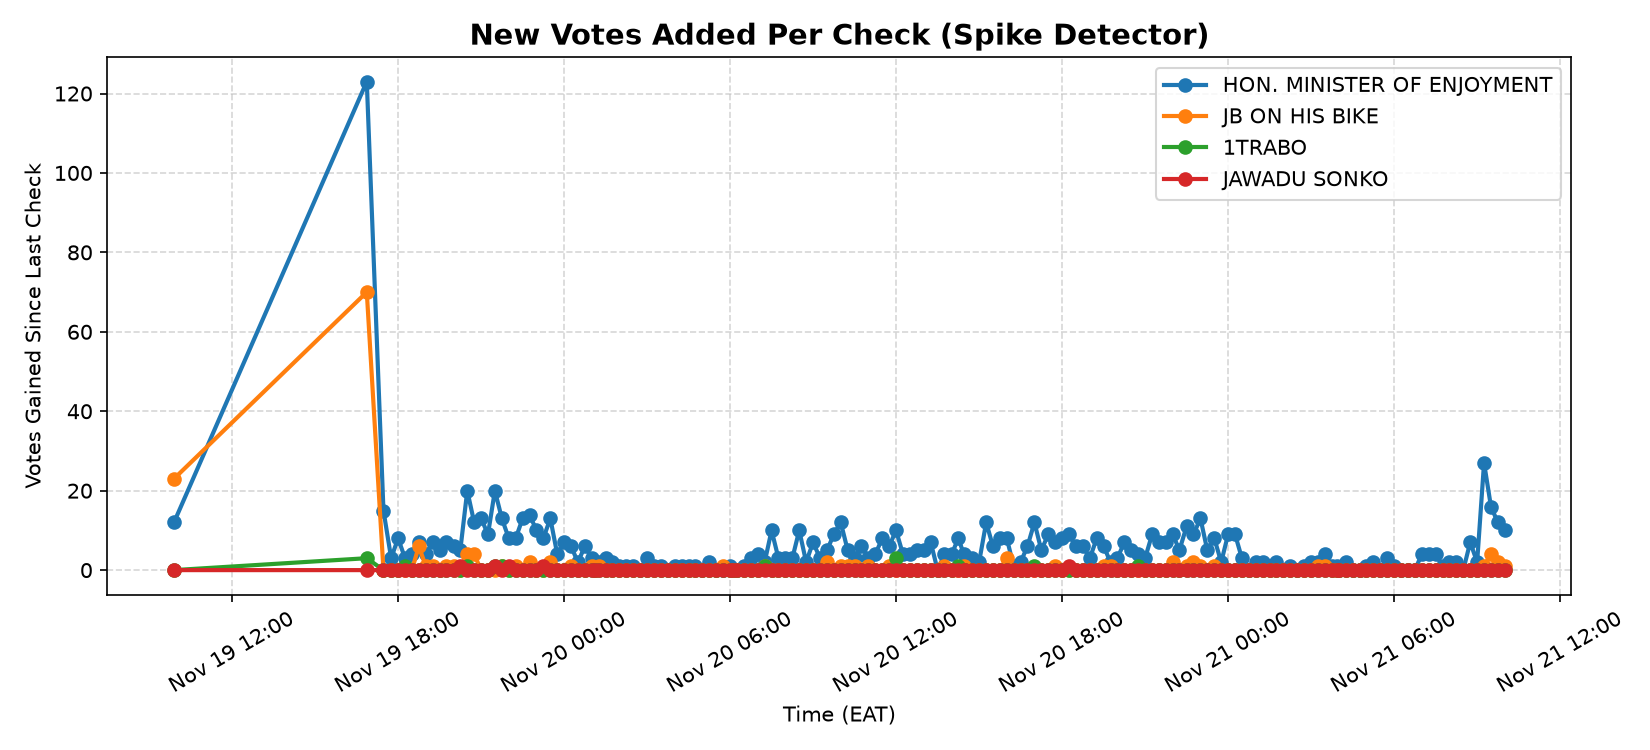 New Votes Added Per Check (Spike Detector)
HON. MINISTER OF ENJOYMENT
JB ON HIS BIKE
1TRABO
JAWADU SONKO
Votes Gained Since Last Check
120
100
80
60
40
20
0
Nov 19 12:00
Nov 19 18:00
Nov 20 00:00
Nov 20 06:00
Nov 20 12:00
Nov 20 18:00
Nov 21 00:00
Nov 21 06:00
Nov 21 12:00
Time (EAT)